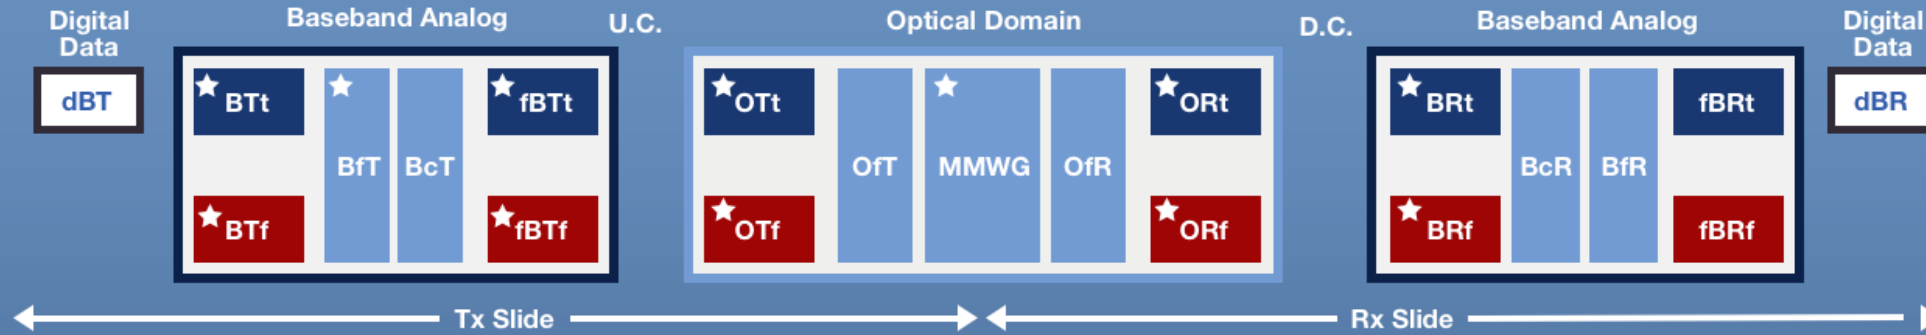 Digital
Data
Baseband Analog
U.C.
Optical Domain
D.C.
Baseband Analog
Digital
Data
dBT
BTt
fBTt
OTt
ORt
BRt
fBRt
dBR
BfT
BcT
OfT
MMWG
OfR
BcR
BfR
BTf
fBTf
OTf
ORf
BRf
fBRf
Tx Slide
Rx Slide